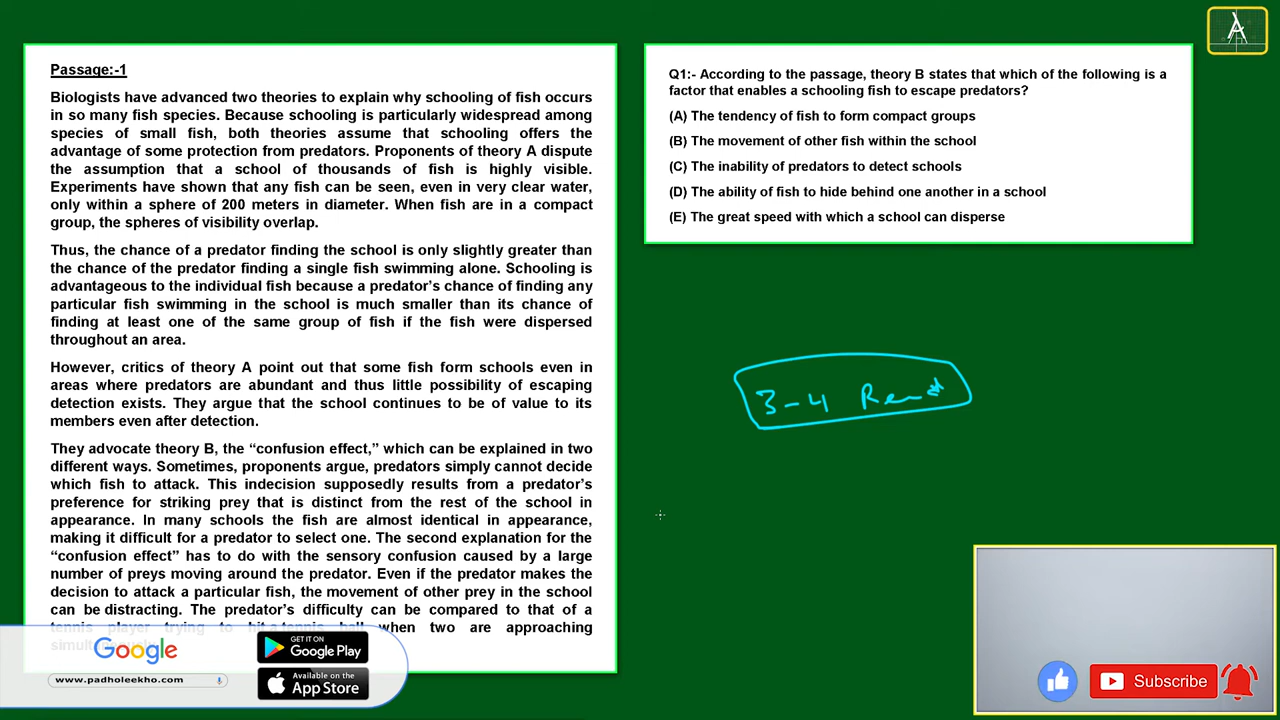 Passage:-1
Biologists have advanced two theories to explain why schooling of fish occurs
in so many fish species. Because schooling is particularly widespread among
species of small fish, both theories assume that schooling offers the
advantage of some protection from predators. Proponents of theory A dispute
the assumption that a school of thousands of fish is highly visible.
Experiments have shown that any fish can be seen, even in very clear water,
only within a sphere of 200 meters in diameter. When fish are in a compact
group, the spheres of visibility overlap.
Thus, the chance of a predator finding the school is only slightly greater than
the chance of the predator finding a single fish swimming alone. Schooling is
advantageous to the individual fish because a predator's chance of finding any
particular fish swimming in the school is much smaller than its chance of
finding at least one of the same group of fish if the fish were dispersed
throughout an area.
However, critics of theory A point out that some fish form schools even in
areas where predators are abundant and thus little possibility of escaping
detection exists. They argue that the school continues to be of value to its
members even after detection.
They advocate theory B, the “confusion effect,” which can be explained in two
different ways. Sometimes, proponents argue, predators simply cannot decide
which fish to attack. This indecision supposedly results from a predator's
preference for striking prey that is distinct from the rest of the school in
appearance. In many schools the fish are almost identical in appearance,
making it difficult for a predator to select one. The second explanation for the
“confusion effect” has to do with the sensory confusion caused by a large
number of preys moving around the predator. Even if the predator makes the
decision to attack a particular fish, the movement of other prey in the school
can be distracting. The predator's difficulty can be compared to that of a
tennis player trying to hit a tennis ball when two are approaching
Google
www.padholeekho.com
GET IT ON
Google Play
Available on the
App Store
Q1:- According to the passage, theory B states that which of the following is a
factor that enables a schooling fish to escape predators?
(A) The tendency of fish to form compact groups
(B) The movement of other fish within the school
(C) The inability of predators to detect schools
(D) The ability of fish to hide behind one another in a school
(E) The great speed with which a school can disperse
3-4
Subscribe